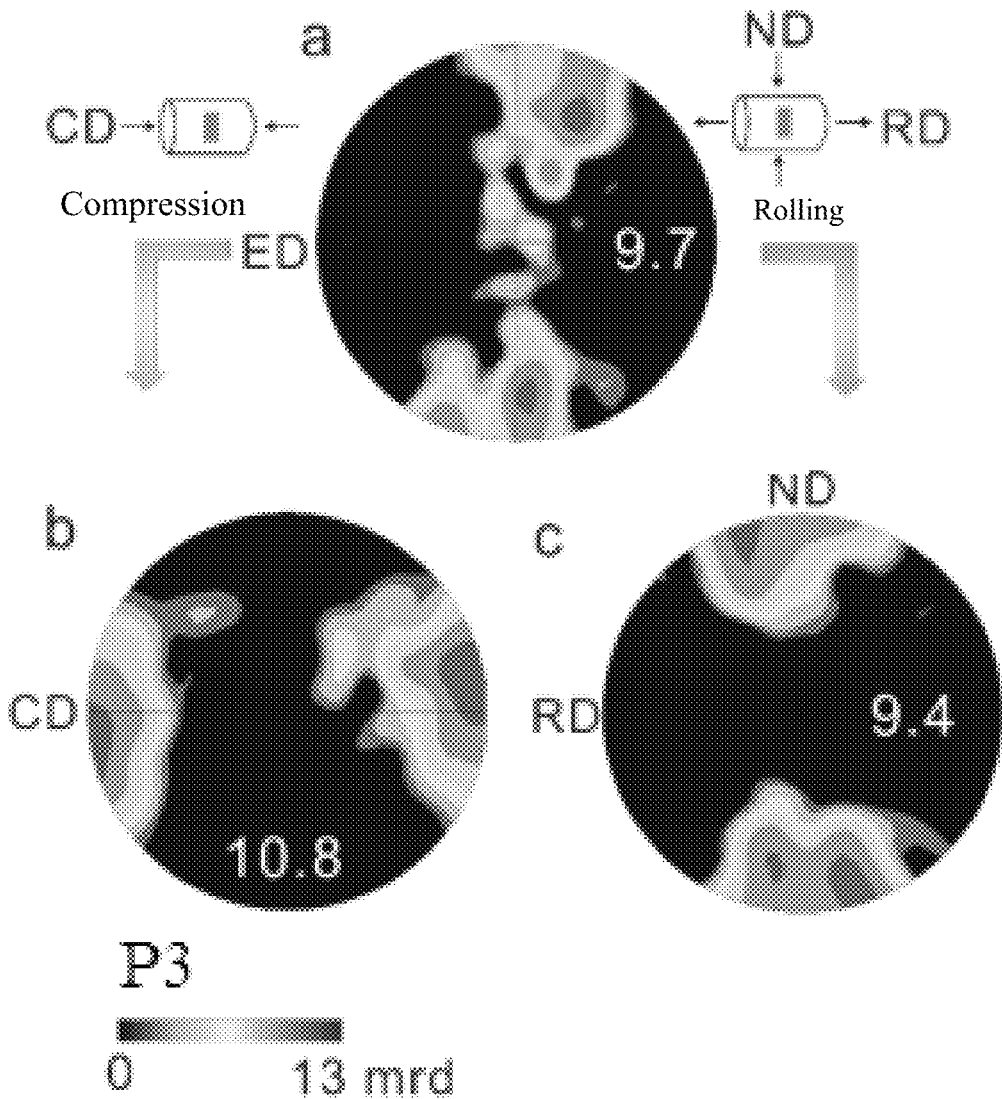 a
ND
CD
RD
Compression
Rolling
ED
9.7
b
c
ND
CD
RD
9.4
10.8
P3
0
13 mrd